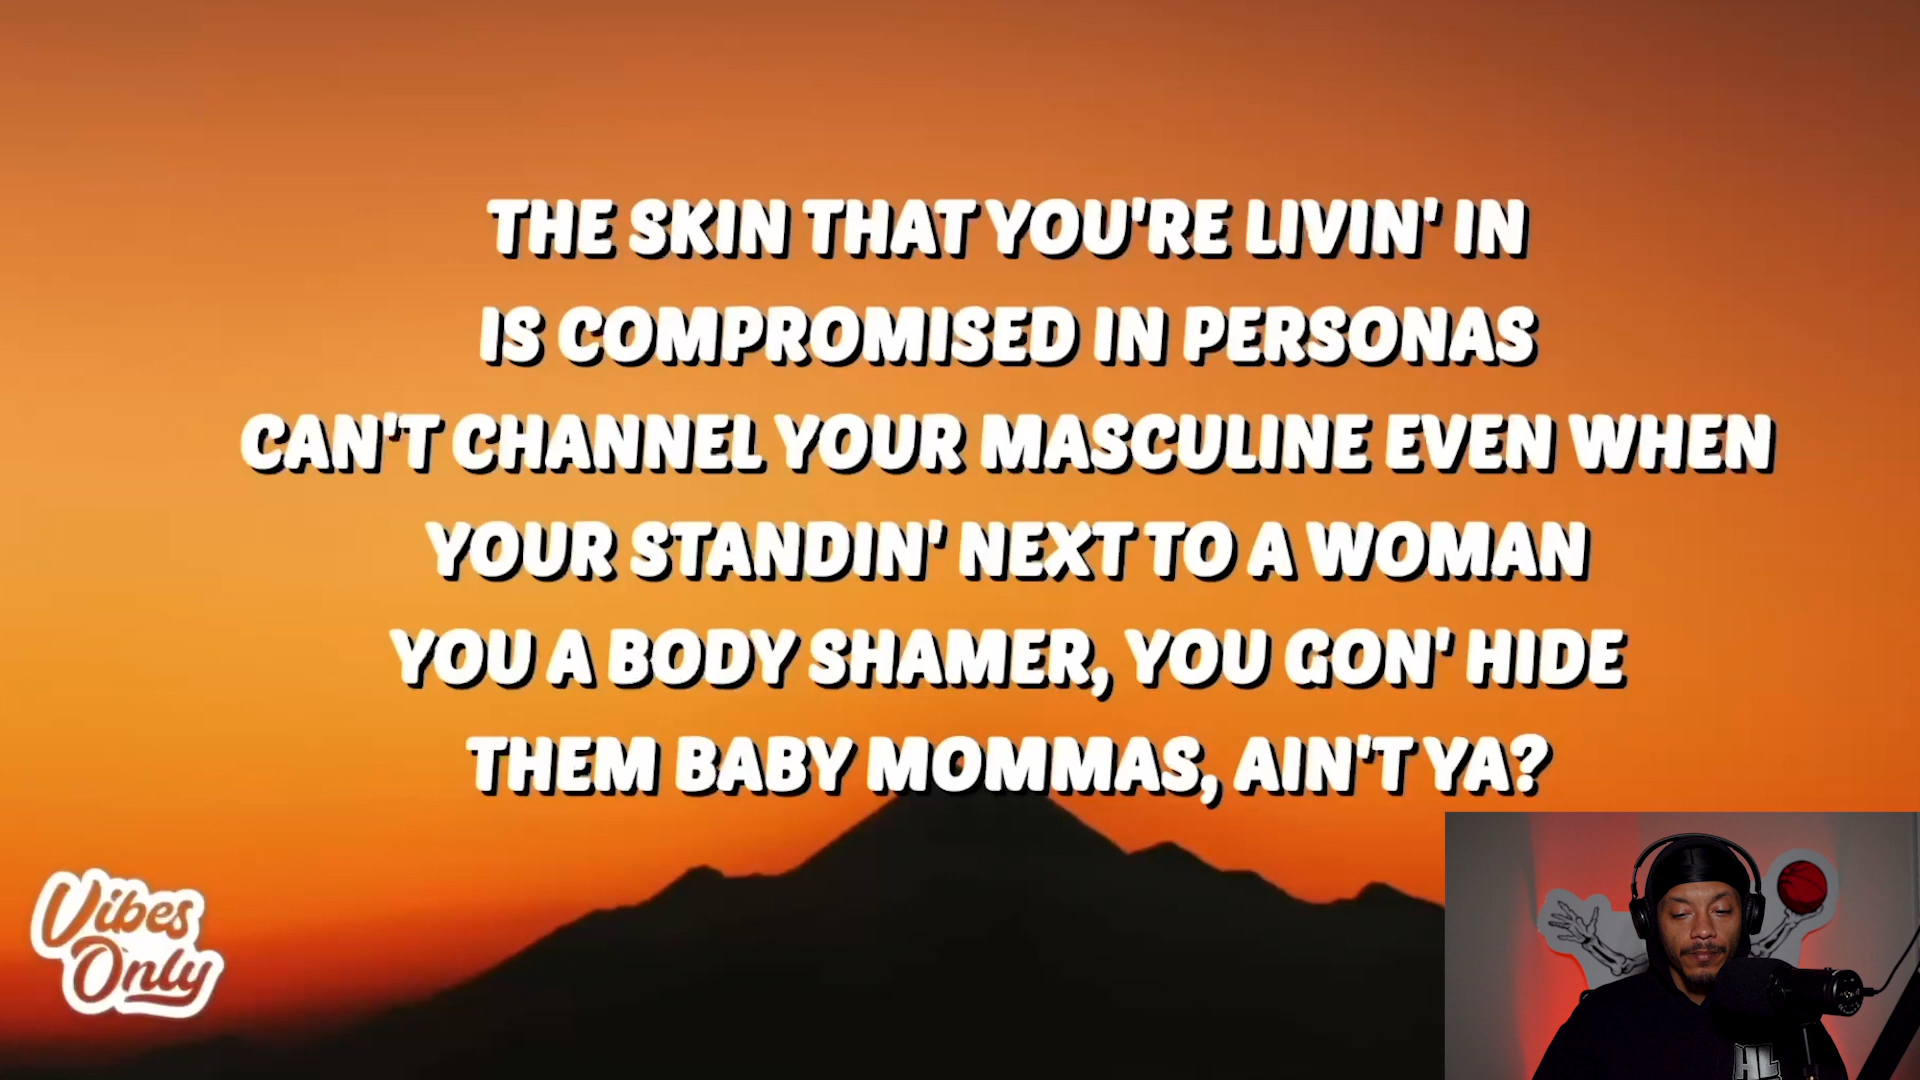 THE SKIN THAT YOU'RE LIVIN' IN
IS COMPROMISED IN PERSONAS
CAN'T CHANNEL YOUR MASCULINE EVEN WHEN
YOUR STANDIN' NEXT TO A WOMAN
YOU A BODY SHAMER, YOU GON' HIDE
THEM BABY MOMMAS, AIN'T YA?
Vibes
Only
HL